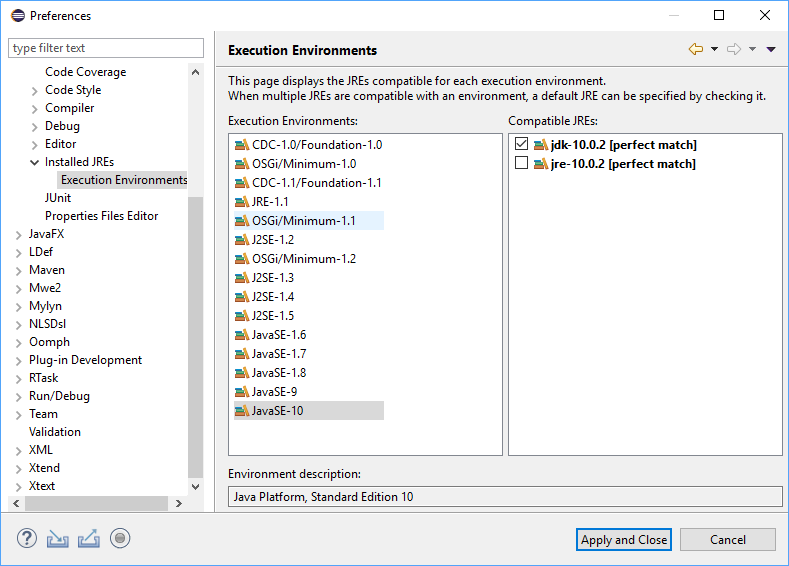 Preferences
type filter text
Code Coverage
Code Style
Compiler
Debug
Editor
Installed JREs
Execution Environments
JUnit
Properties Files Editor
JavaFX
LDef
Maven
Mwe2
Mylyn
NLSDsl
Oomph
Plug-in Development
RTask
Run/Debug
Team
Validation
XML
Xtend
Xtext
Execution Environments
This page displays the JREs compatible for each execution environment.
When multiple JREs are compatible with an environment, a default JRE can be specified by checking it.
Execution Environments:
CDC-1.0/Foundation-1.0
OSGi/Minimum-1.0
CDC-1.1/Foundation-1.1
JRE-1.1
OSGi/Minimum-1.1
J2SE-1.2
OSGi/Minimum-1.2
J2SE-1.3
J2SE-1.4
J2SE-1.5
JavaSE-1.6
JavaSE-1.7
JavaSE-1.8
JavaSE-9
JavaSE-10
Compatible JREs:
jdk-10.0.2 [perfect match]
jre-10.0.2 [perfect match]
Environment description:
Java Platform, Standard Edition 10
?
Apply and Close
Cancel